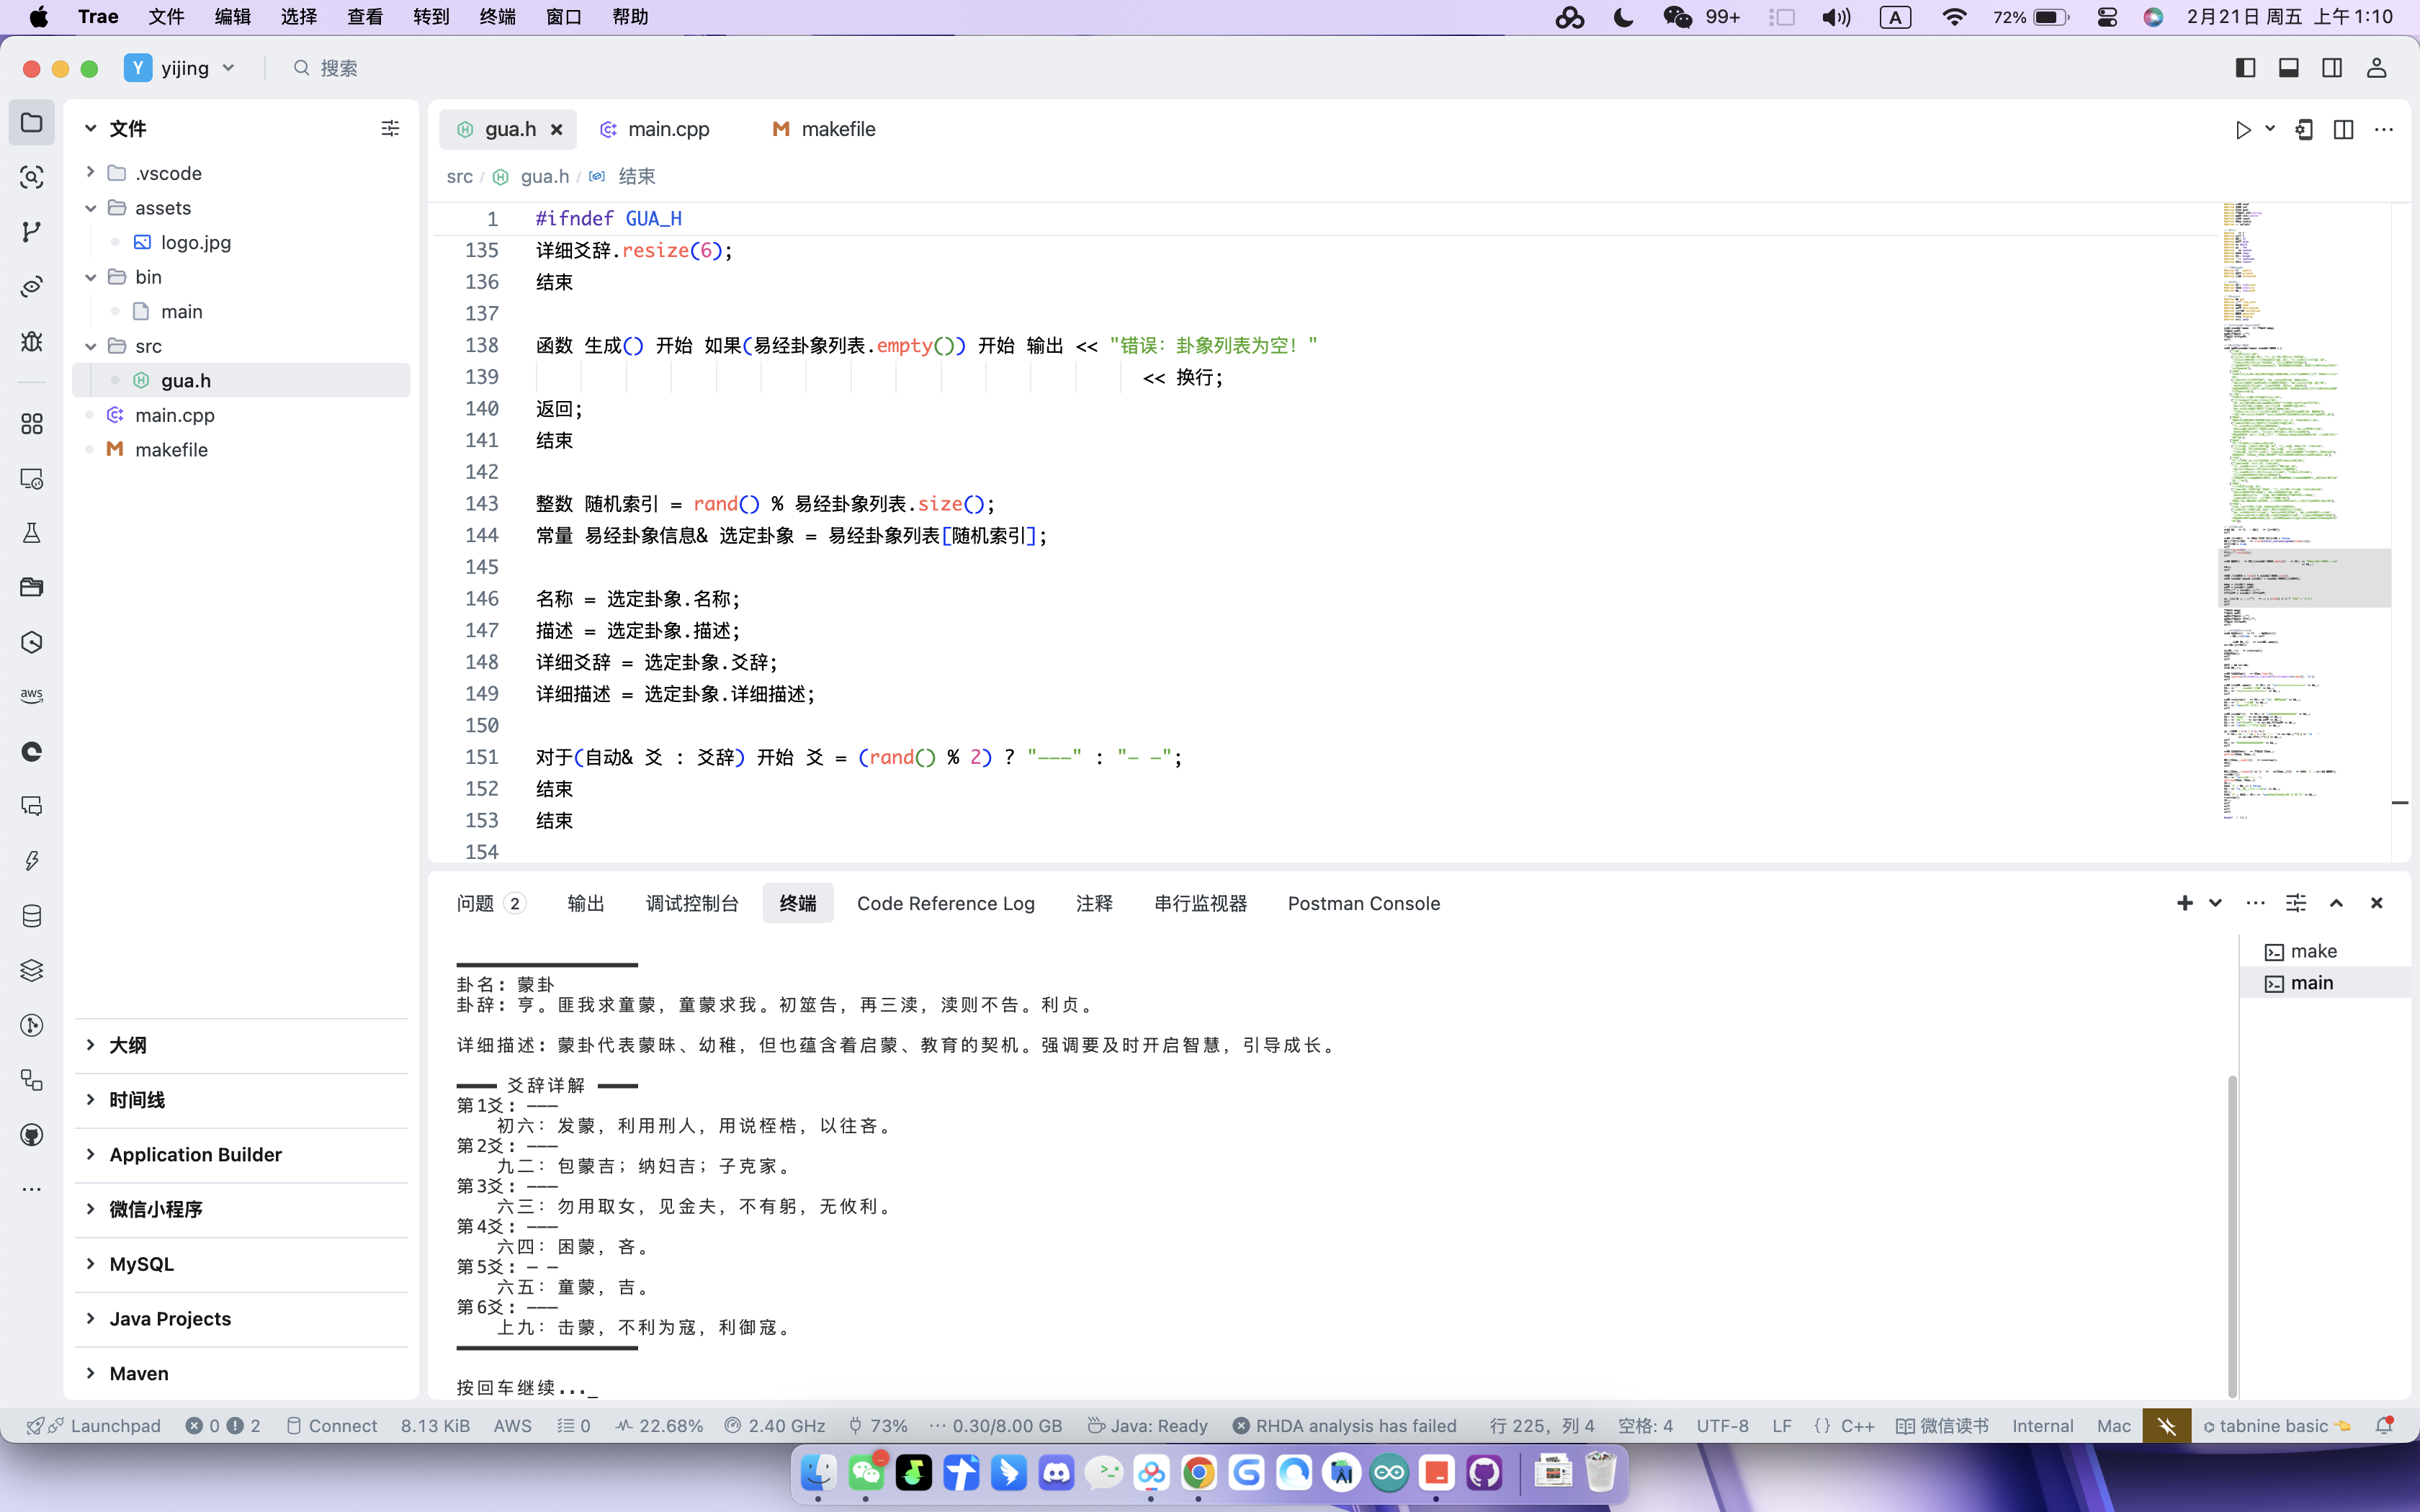 Trae 文件 编辑 选择 查看 转到 终端 窗口 帮助 99+ A 72% 2月21日 周五 上午1:10
Y yijing 搜索
文件
.vscode
assets
logo.jpg
bin
main
src
gua.h
main.cpp
makefile
大纲
时间线
Application Builder
微信小程序
MySQL
Java Projects
Maven
aws
gua.h main.cpp M makefile
src / gua.h / 结束
1 #ifndef GUA_H
135 详细爻辞.resize(6);
136 结束
137
138 函数 生成() 开始 如果(易经卦象列表.empty()) 开始 输出 << "错误：卦象列表为空！"
139 << 换行;
140 返回;
141 结束
142
143 整数 随机索引 = rand() % 易经卦象列表.size();
144 常量 易经卦象信息& 选定卦象 = 易经卦象列表[随机索引];
145
146 名称 = 选定卦象.名称;
147 描述 = 选定卦象.描述;
148 详细爻辞 = 选定卦象.爻辞;
149 详细描述 = 选定卦象.详细描述;
150
151 对于(自动& 爻 : 爻辞) 开始 爻 = (rand() % 2) ? "———" : "— —";
152 结束
153 结束
154
问题 2 输出 调试控制台 终端 Code Reference Log 注释 串行监视器 Postman Console
make
main
━━━━━━━━━
卦名: 蒙卦
卦辞: 亨。匪我求童蒙，童蒙求我。初筮告，再三渎，渎则不告。利贞。
详细描述: 蒙卦代表蒙昧、幼稚，但也蕴含着启蒙、教育的契机。强调要及时开启智慧，引导成长。
━━ 爻辞详解 ━━
第1爻: ———
初六：发蒙，利用刑人，用说桎梏，以往吝。
第2爻: ———
九二：包蒙吉；纳妇吉；子克家。
第3爻: ———
六三：勿用取女，见金夫，不有躬，无攸利。
第4爻: ———
六四：困蒙，吝。
第5爻: — —
六五：童蒙，吉。
第6爻: ———
上九：击蒙，不利为寇，利御寇。
━━━━━━━━━
按回车继续..._
Launchpad 0 2 Connect 8.13 KiB AWS 0 22.68% 2.40 GHz 73% 0.30/8.00 GB Java: Ready RHDA analysis has failed 行 225，列 4 空格: 4 UTF-8 LF {} C++ 微信读书 Internal Mac tabnine basic